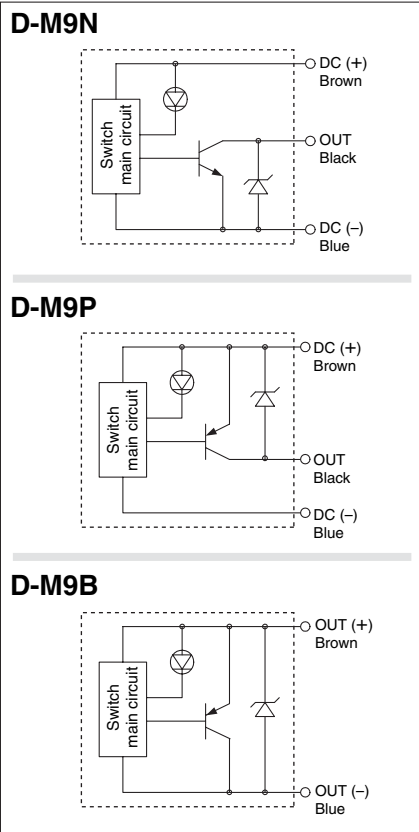 D-M9N
DC (+)
Brown
Switch
main circuit
OUT
Black
DC (–)
Blue
D-M9P
DC (+)
Brown
Switch
main circuit
OUT
Black
DC (–)
Blue
D-M9B
OUT (+)
Brown
Switch
main circuit
OUT (–)
Blue